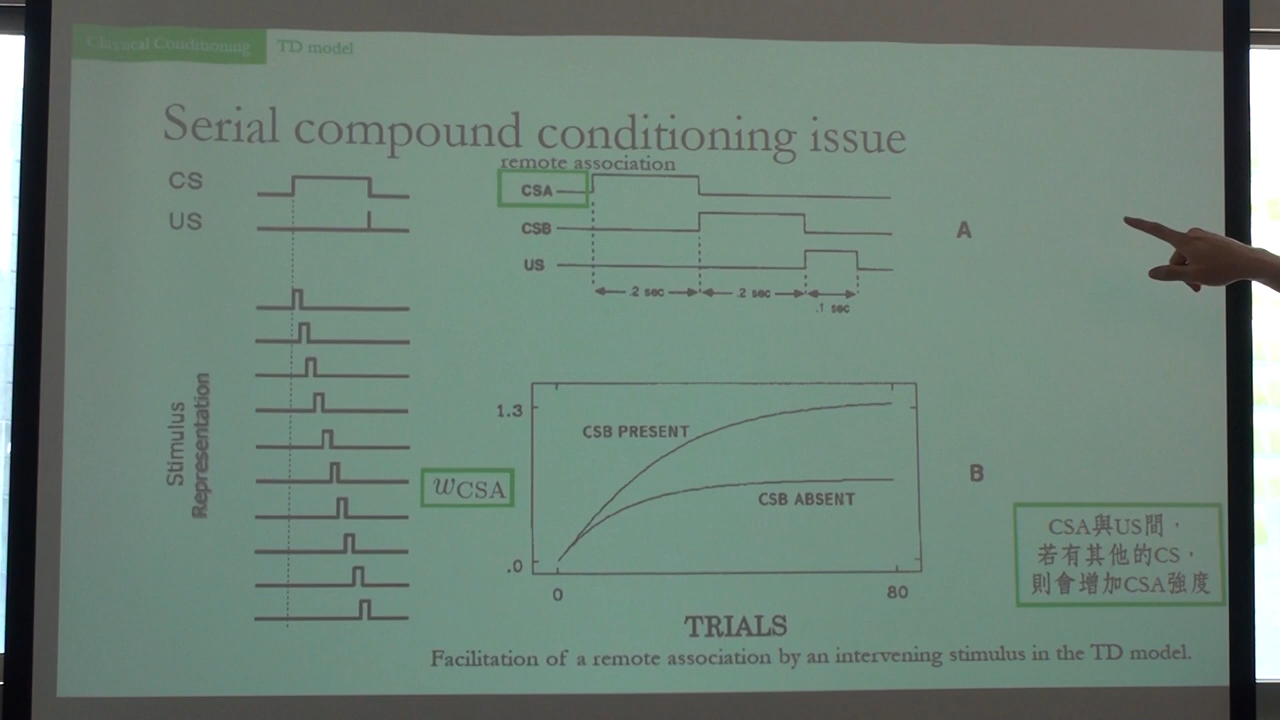 Classical Conditioning
TD model
Serial compound conditioning issue
CS
US
Stimulus
Representation
remote association
CSA
CSB
US
.2 sec
.2 sec
.1 sec
A
1.3
CSB PRESENT
wCSA
CSB ABSENT
.0
0
80
TRIALS
B
CSA與US間，
若有其他的CS，
則會增加CSA強度
Facilitation of a remote association by an intervening stimulus in the TD model.